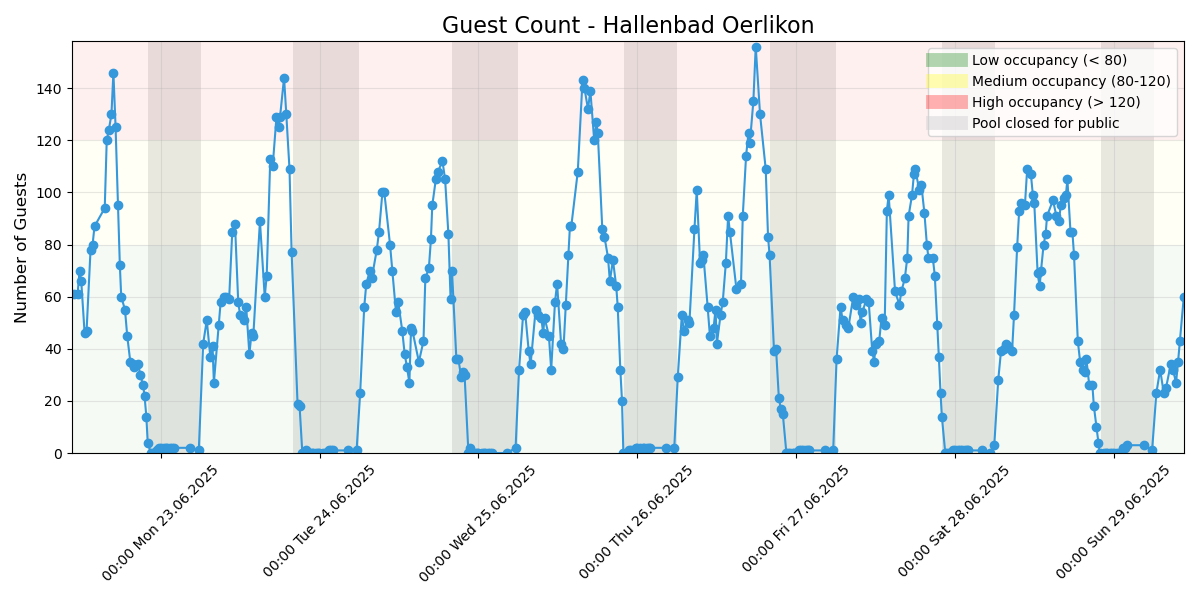 Guest Count - Hallenbad Oerlikon
Low occupancy (< 80)
Medium occupancy (80-120)
High occupancy (> 120)
Pool closed for public
Number of Guests
140
120
100
80
60
40
20
0
00:00 Mon 23.06.2025
00:00 Tue 24.06.2025
00:00 Wed 25.06.2025
00:00 Thu 26.06.2025
00:00 Fri 27.06.2025
00:00 Sat 28.06.2025
00:00 Sun 29.06.2025